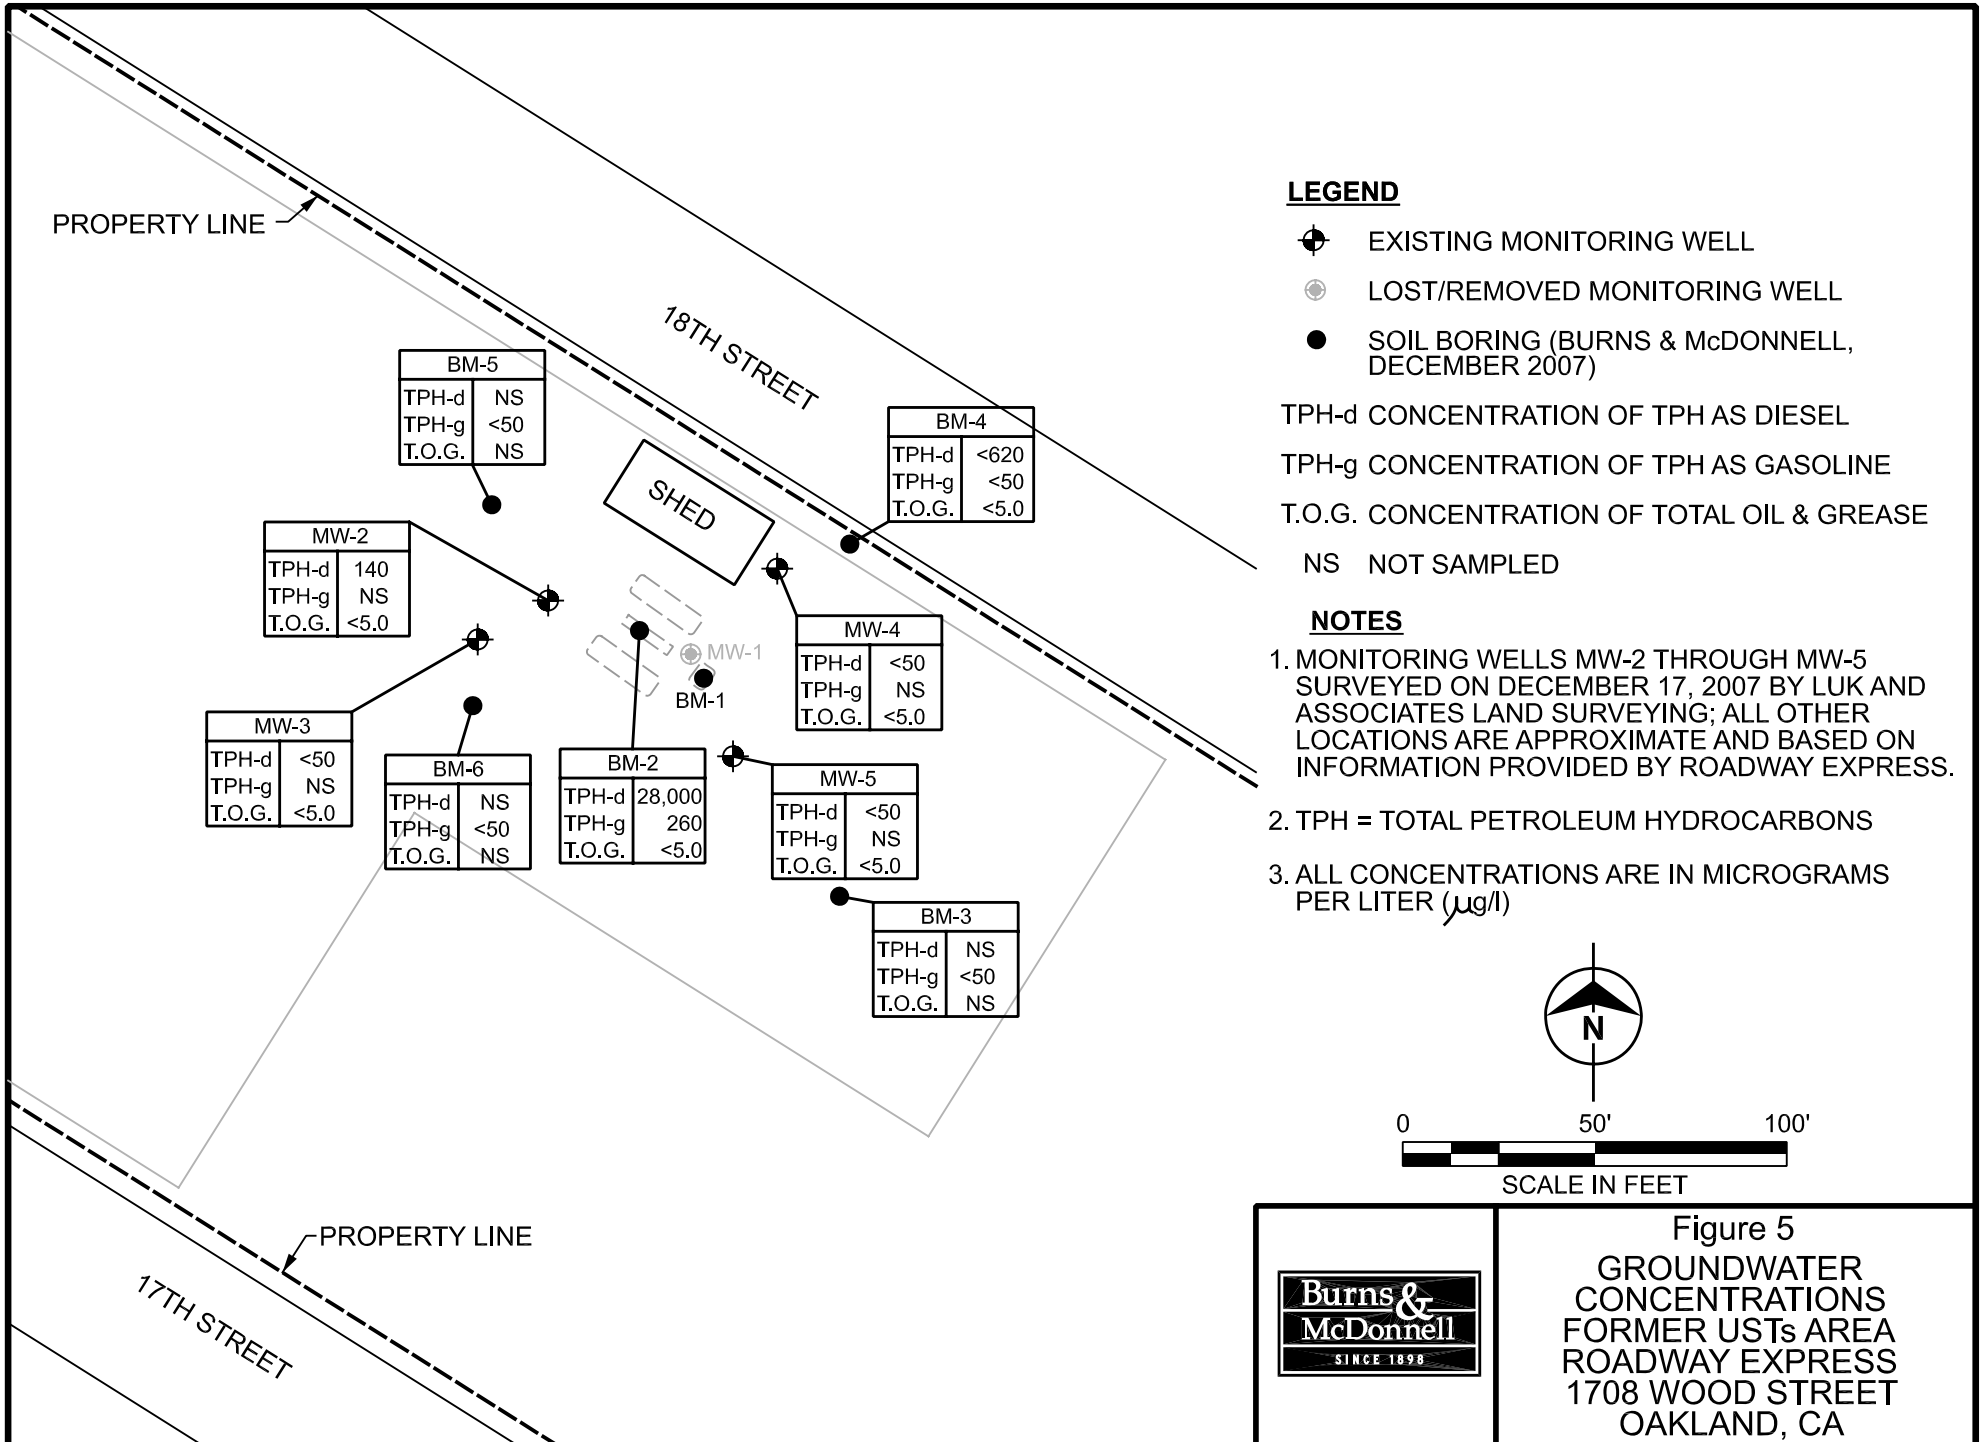 PROPERTY LINE
18TH STREET
SHED
BM-5
TPH-d NS
TPH-g <50
T.O.G. NS
BM-4
TPH-d <620
TPH-g <50
T.O.G. <5.0
MW-2
TPH-d 140
TPH-g NS
T.O.G. <5.0
MW-4
TPH-d <50
TPH-g NS
T.O.G. <5.0
MW-1
BM-1
MW-3
TPH-d <50
TPH-g NS
T.O.G. <5.0
BM-6
TPH-d NS
TPH-g <50
T.O.G. NS
BM-2
TPH-d 28,000
TPH-g 260
T.O.G. <5.0
MW-5
TPH-d <50
TPH-g NS
T.O.G. <5.0
BM-3
TPH-d NS
TPH-g <50
T.O.G. NS
PROPERTY LINE
17TH STREET
LEGEND
EXISTING MONITORING WELL
LOST/REMOVED MONITORING WELL
SOIL BORING (BURNS & McDONNELL,
DECEMBER 2007)
TPH-d CONCENTRATION OF TPH AS DIESEL
TPH-g CONCENTRATION OF TPH AS GASOLINE
T.O.G. CONCENTRATION OF TOTAL OIL & GREASE
NS NOT SAMPLED
NOTES
1. MONITORING WELLS MW-2 THROUGH MW-5
SURVEYED ON DECEMBER 17, 2007 BY LUK AND
ASSOCIATES LAND SURVEYING; ALL OTHER
LOCATIONS ARE APPROXIMATE AND BASED ON
INFORMATION PROVIDED BY ROADWAY EXPRESS.
2. TPH = TOTAL PETROLEUM HYDROCARBONS
3. ALL CONCENTRATIONS ARE IN MICROGRAMS
PER LITER (μg/l)
N
0 50' 100'
SCALE IN FEET
Burns &
McDonnell
SINCE 1898
Figure 5
GROUNDWATER
CONCENTRATIONS
FORMER USTs AREA
ROADWAY EXPRESS
1708 WOOD STREET
OAKLAND, CA